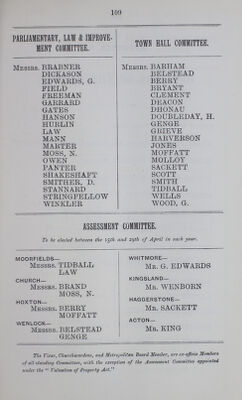 109
PARLIAMENTARY, LAW & IMPROVE-
MENT COMMITTEE.
Messrs. BRABNER
DICKASON
EDWARDS, G.
FIELD
FREEMAN
GARRARD
GATES
HANSON
HURLIN
LAW
MANN
MARTER
MOSS, N.
OWEN
PANTER
SHAKESHAFT
SMITHER, D.
STANNARD
STRINGFELLOW
WINKLER
TOWN HALL COMMITTEE.
Messrs. BARHAM
BELSTEAD
BERRY
BRYANT
CLEMENT
DEACON
DHONAU
DOUBLEDAY, H.
GENGE
GRIEVE
HARVERSON
JONES
MOFFATT
MOLLOY
SACKETT
SCOTT
SMITH
TIDBALL
WELLS
WOOD, G.
ASSESSMENT COMMITTEE.
To be elected between the 15th and 29th of April in each year.
MOORFIELDS—
Messrs. TIDBALL
LAW
CHURCH—
Messrs. BRAND
MOSS, N.
HOXTON—
Messrs. BERRY
MOFFATT
WENLOCK—
Messrs. BELSTEAD
GENGE
WHITMORE—
Mr. G. EDWARDS
KINGSLAND—
Mr. WENBORN
HAGGERSTONE—
Mr. SACKETT
ACTON—
Mr. KING
The Vicar, Churchwardens, and Metropolitan Board Member, are ex-officio Members
of all standing Committees, with the exception of the Assessment Committee appointed
under the "Valuation of Property Act."